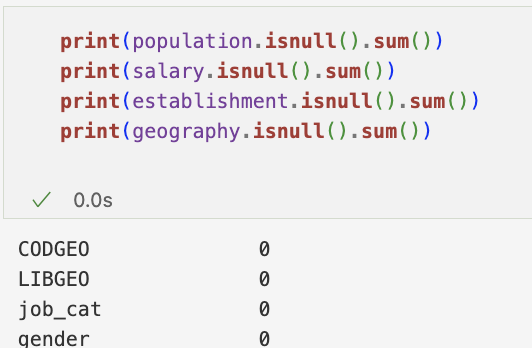 print(population.isnull().sum())
print(salary.isnull().sum())
print(establishment.isnull().sum())
print(geography.isnull().sum())
✓ 0.0s
CODGEO 0
LIBGEO 0
job_cat 0
gender 0